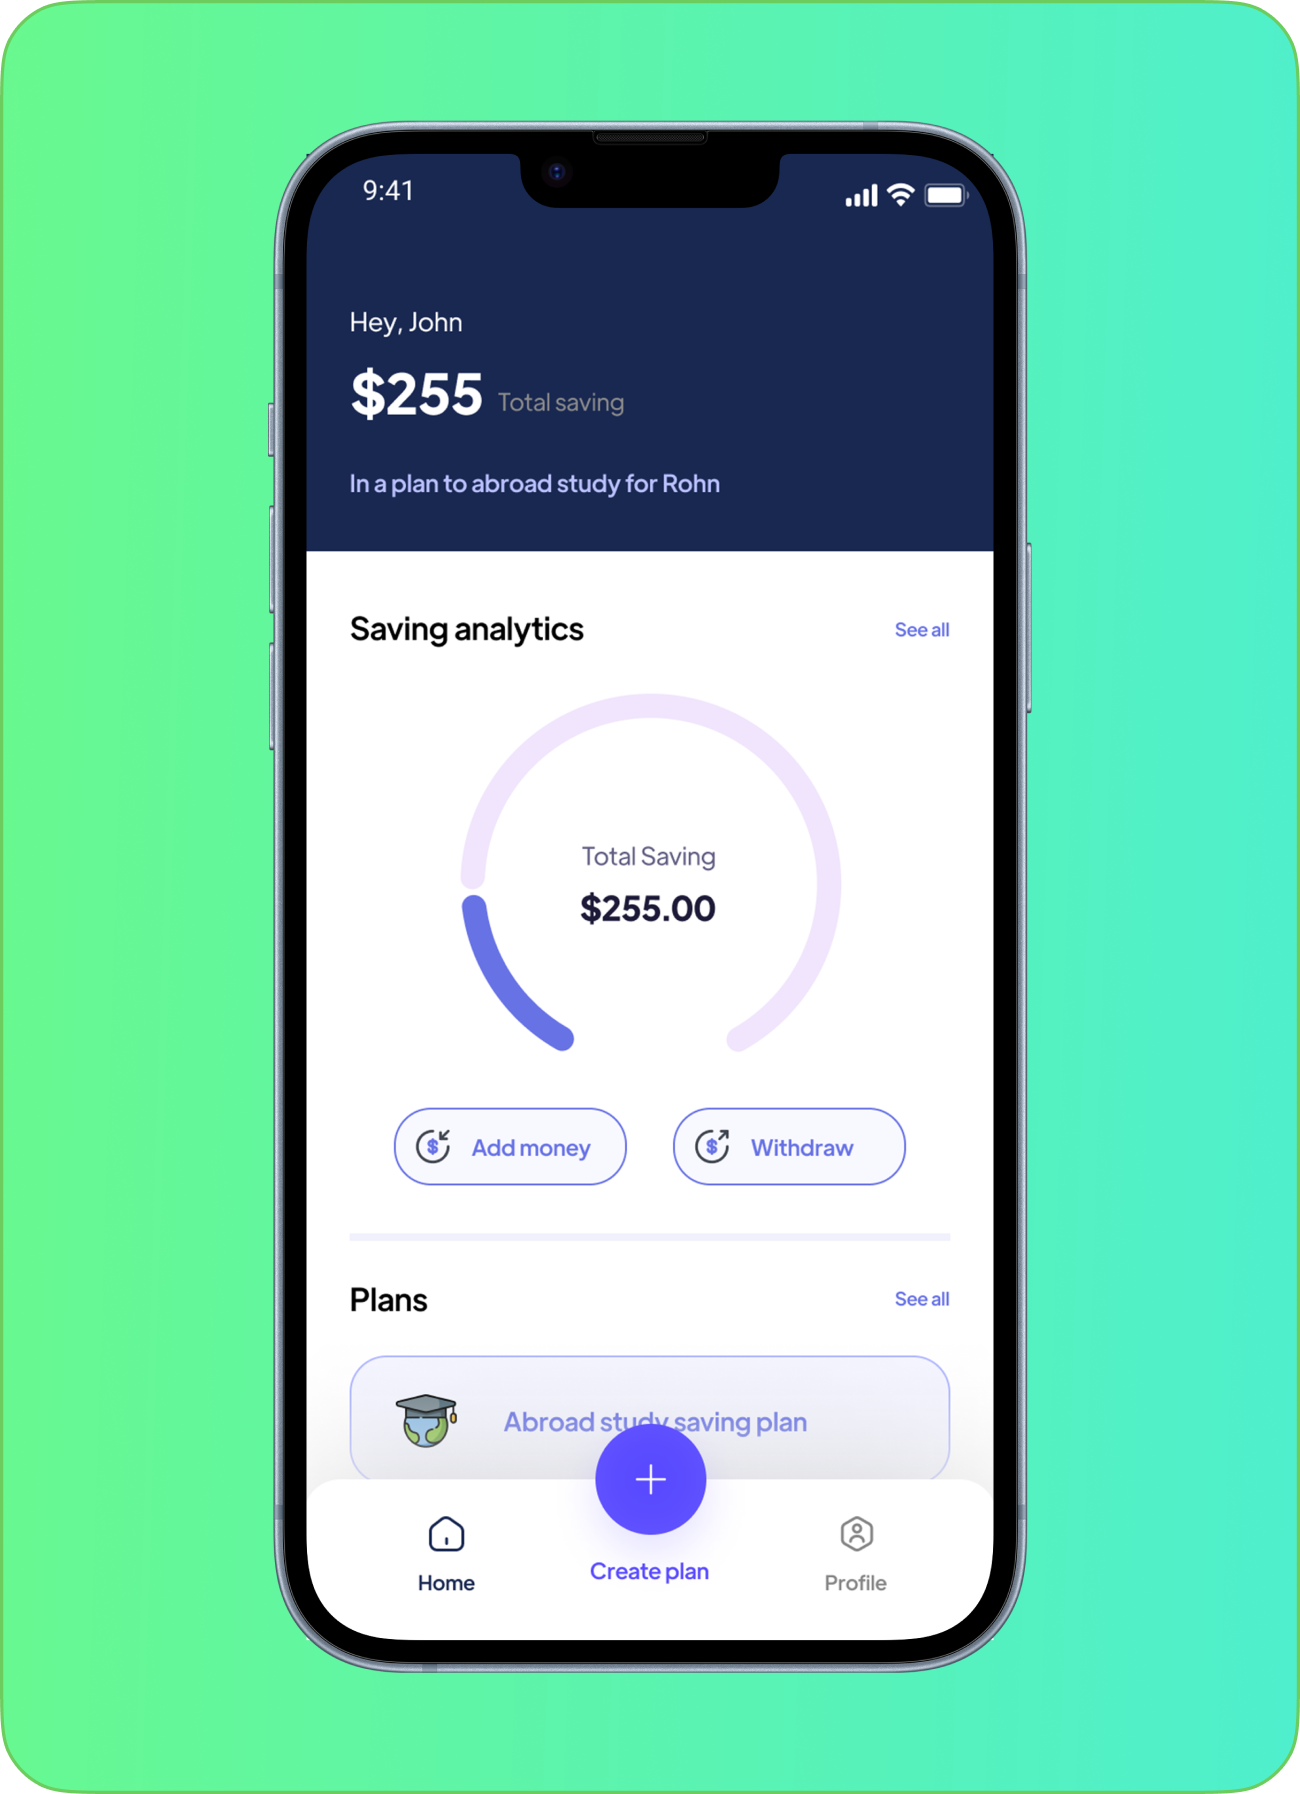 9:41
Hey, John
$255 Total saving
In a plan to abroad study for Rohn
Saving analytics See all
Total Saving
$255.00
$ Add money $ Withdraw
Plans See all
Abroad study saving plan
Home Create plan Profile